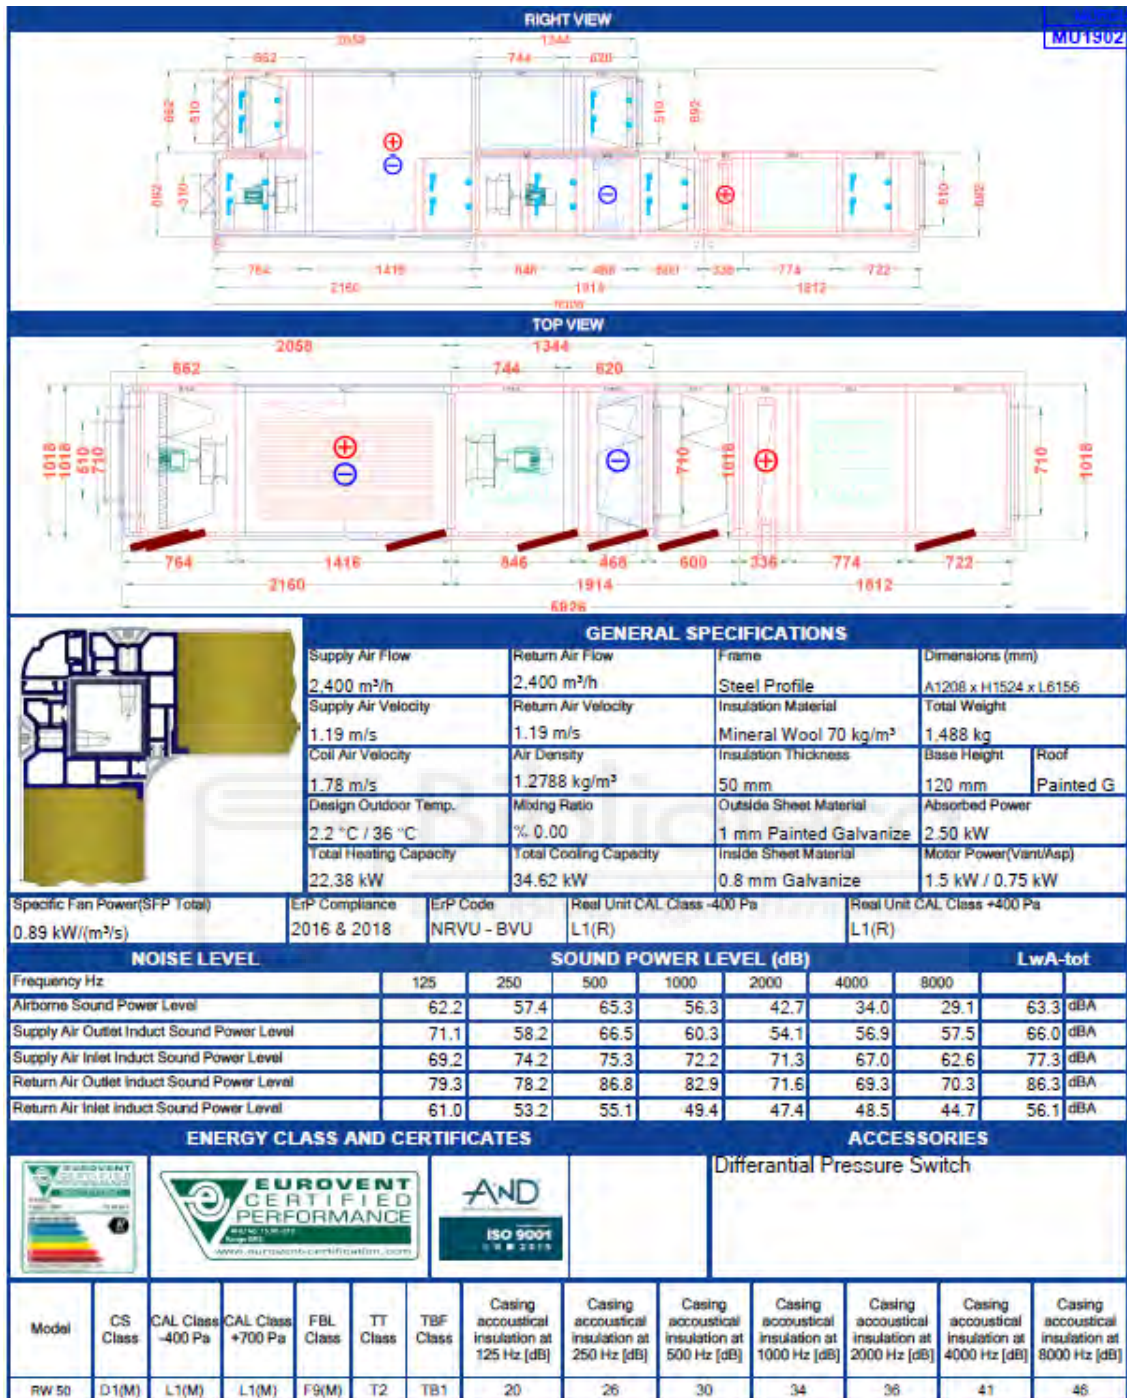 RIGHT VIEW
MU1902
2058 1344
662 744 620
662 510 510 692
692 310 510 692
764 1416 846 468 600 336 774 722
2160 1914 1812
TOP VIEW
2058 1344
662 744 620
1018 1018 510 710 710 1018 710 1018
764 1416 846 468 600 336 774 722
2160 1914 1812
GENERAL SPECIFICATIONS
Supply Air Flow Return Air Flow Frame Dimensions (mm)
2,400 m³/h 2,400 m³/h Steel Profile A1208 x H1524 x L6156
Supply Air Velocity Return Air Velocity Insulation Material Total Weight
1.19 m/s 1.19 m/s Mineral Wool 70 kg/m³ 1,488 kg
Coil Air Velocity Air Density Insulation Thickness Base Height Roof
1.78 m/s 1.2788 kg/m³ 50 mm 120 mm Painted G
Design Outdoor Temp. Mixing Ratio Outside Sheet Material Absorbed Power
2.2 °C / 36 °C % 0.00 1 mm Painted Galvanize 2.50 kW
Total Heating Capacity Total Cooling Capacity Inside Sheet Material Motor Power(Vant/Asp)
22.38 kW 34.62 kW 0.8 mm Galvanize 1.5 kW / 0.75 kW
Specific Fan Power(SFP Total) ErP Compliance ErP Code Real Unit CAL Class -400 Pa Real Unit CAL Class +400 Pa
0.89 kW/(m³/s) 2016 & 2018 NRVU - BVU L1(R) L1(R)
NOISE LEVEL SOUND POWER LEVEL (dB) LwA-tot
Frequency Hz 125 250 500 1000 2000 4000 8000
Airborne Sound Power Level 62.2 57.4 65.3 56.3 42.7 34.0 29.1 63.3 dBA
Supply Air Outlet Induct Sound Power Level 71.1 58.2 66.5 60.3 54.1 56.9 57.5 66.0 dBA
Supply Air Inlet Induct Sound Power Level 69.2 74.2 75.3 72.2 71.3 67.0 62.6 77.3 dBA
Return Air Outlet Induct Sound Power Level 79.3 78.2 86.8 82.9 71.6 69.3 70.3 86.3 dBA
Return Air Inlet Induct Sound Power Level 61.0 53.2 55.1 49.4 47.4 48.5 44.7 56.1 dBA
ENERGY CLASS AND CERTIFICATES ACCESSORIES
Differantial Pressure Switch
EUROVENT
CERTIFIED
PERFORMANCE
www.eurovent-certification.com
EUROVENT
CERTIFIED
PERFORMANCE
AND
ISO 9001
Model CS Class CAL Class -400 Pa CAL Class +700 Pa FBL Class TT Class TBF Class Casing accoustical insulation at 125 Hz [dB] Casing accoustical insulation at 250 Hz [dB] Casing accoustical insulation at 500 Hz [dB] Casing accoustical insulation at 1000 Hz [dB] Casing accoustical insulation at 2000 Hz [dB] Casing accoustical insulation at 4000 Hz [dB] Casing accoustical insulation at 8000 Hz [dB]
RW 50 D1(M) L1(M) L1(M) F9(M) T2 TB1 20 26 30 34 36 41 46